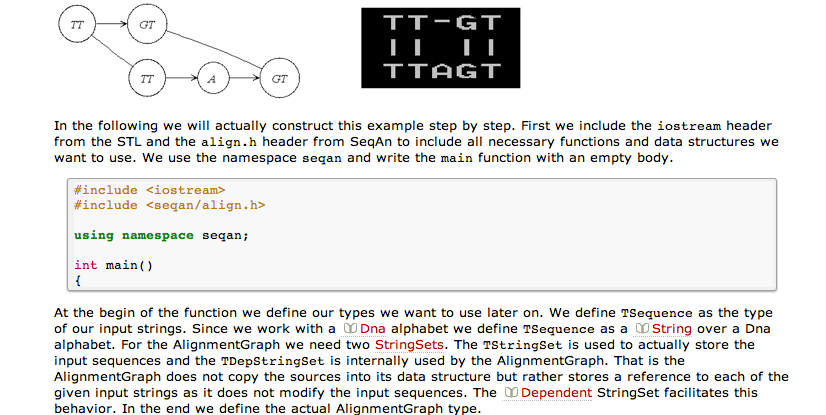 TT
GT
TT
A
GT
TT-GT
|| ||
TTAGT
In the following we will actually construct this example step by step. First we include the iostream header
from the STL and the align.h header from SeqAn to include all necessary functions and data structures we
want to use. We use the namespace seqan and write the main function with an empty body.
#include <iostream>
#include <seqan/align.h>
using namespace seqan;
int main()
{
At the begin of the function we define our types we want to use later on. We define TSequence as the type
of our input strings. Since we work with a Dna alphabet we define TSequence as a String over a Dna
alphabet. For the AlignmentGraph we need two StringSets. The TStringSet is used to actually store the
input sequences and the TDepStringSet is internally used by the AlignmentGraph. That is the
AlignmentGraph does not copy the sources into its data structure but rather stores a reference to each of the
given input strings as it does not modify the input sequences. The Dependent StringSet facilitates this
behavior. In the end we define the actual AlignmentGraph type.